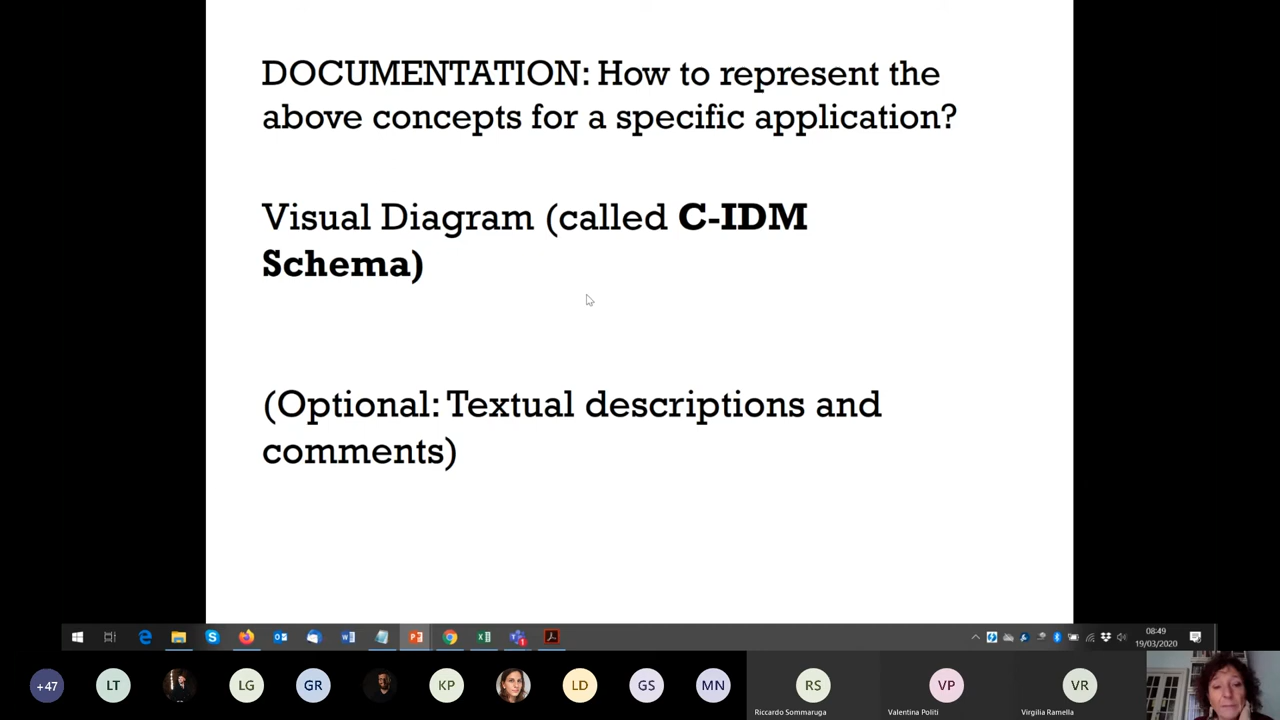 DOCUMENTATION: How to represent the
above concepts for a specific application?
Visual Diagram (called C-IDM
Schema)
(Optional: Textual descriptions and
comments)
08:49
19/03/2020
+47
LT
LG
GR
KP
LD
GS
MN
RS
VP
VR
Riccardo Sommaruga
Valentina Politi
Virgilia Ramella